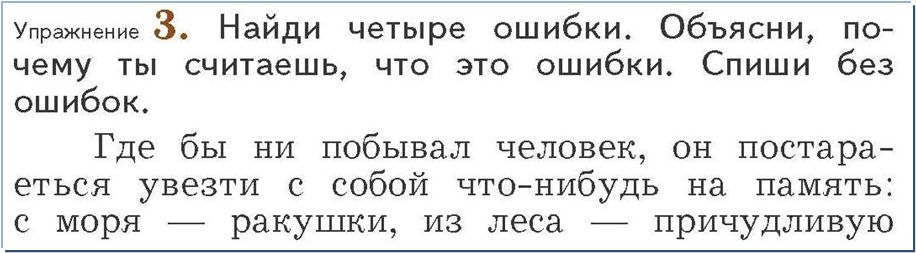 Упражнение 3. Найди четыре ошибки. Объясни, по-
чему ты считаешь, что это ошибки. Спиши без
ошибок.
Где бы ни побывал человек, он постара-
еться увезти с собой что-нибудь на память:
с моря — ракушки, из леса — причудливую